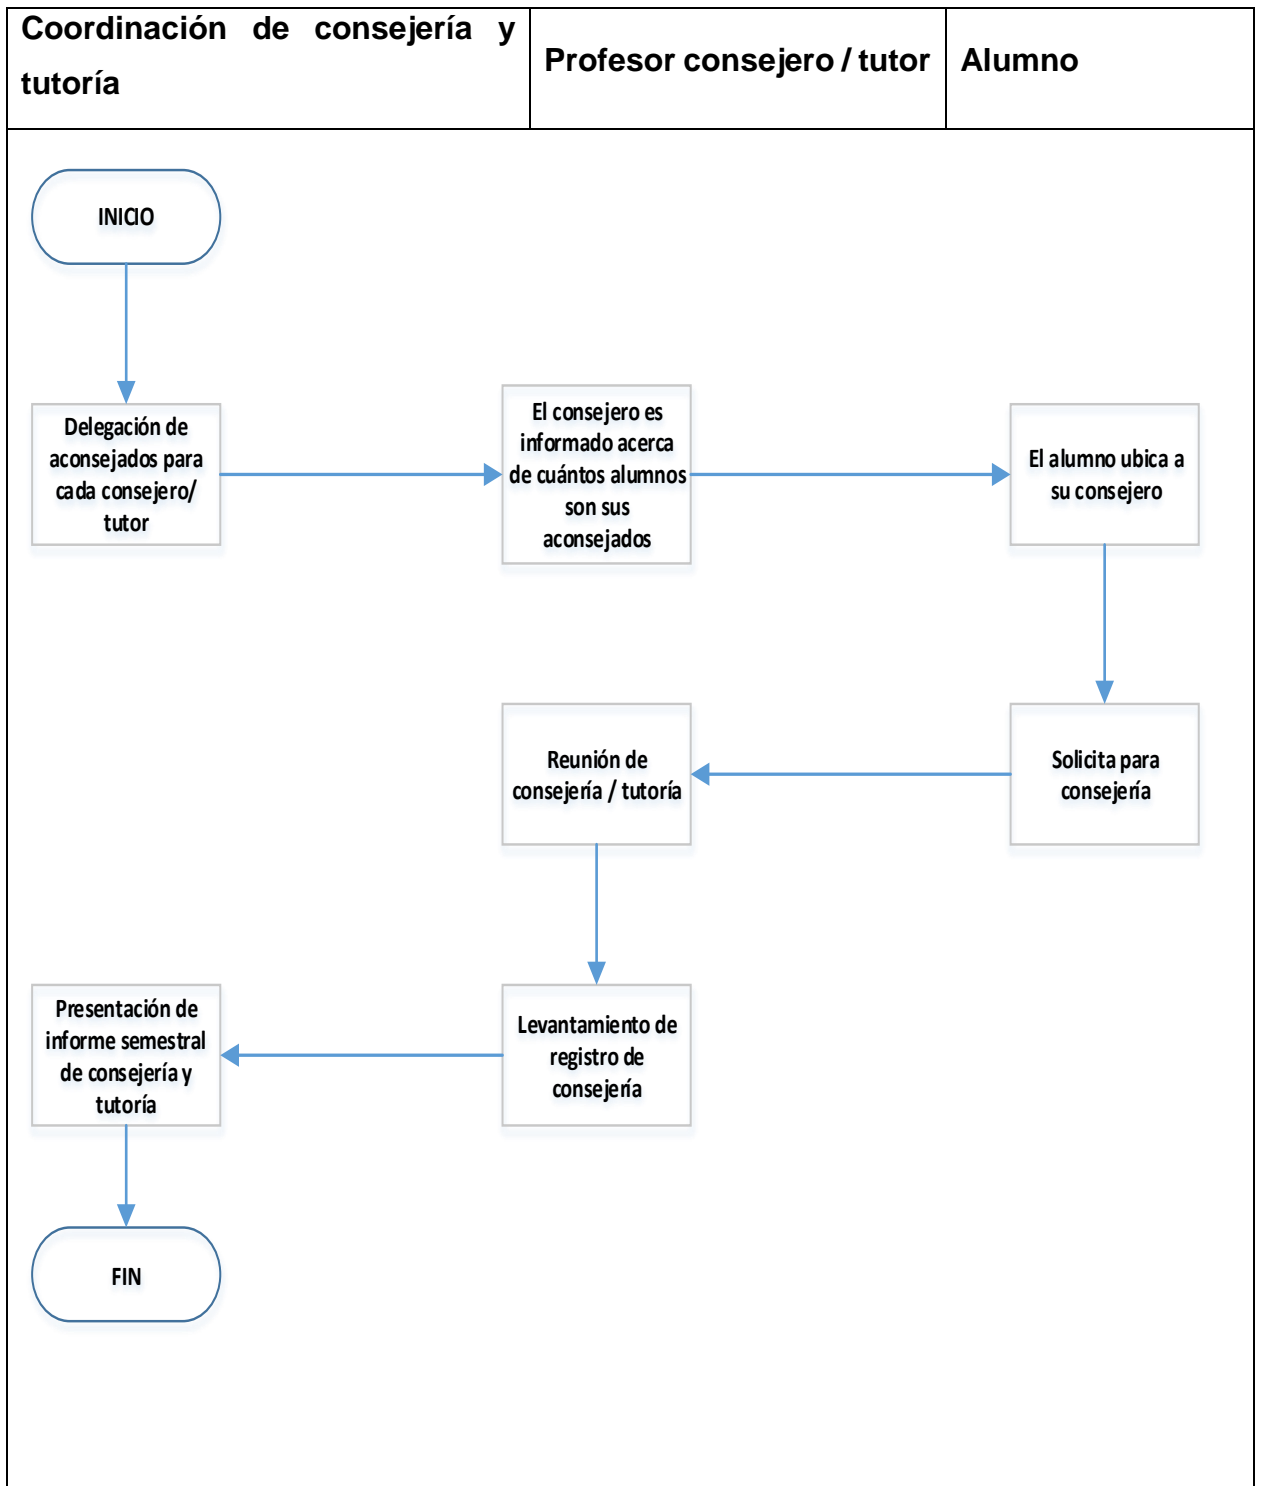 Coordinación de consejería y
tutoría
Profesor consejero / tutor
Alumno
INICIO
Delegación de
aconsejados para
cada consejero/
tutor
El consejero es
informado acerca
de cuántos alumnos
son sus
aconsejados
El alumno ubica a
su consejero
Reunión de
consejería / tutoría
Solicita para
consejería
Presentación de
informe semestral
de consejería y
tutoría
Levantamiento de
registro de
consejería
FIN